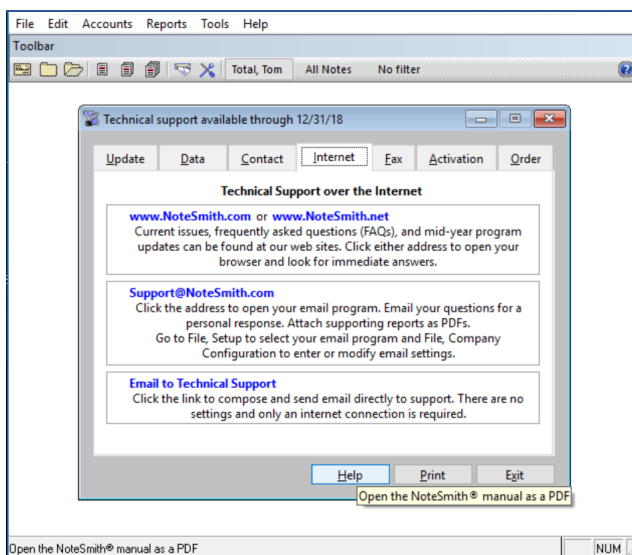 File Edit Accounts Reports Tools Help
Toolbar
Total, Tom All Notes No filter
Technical support available through 12/31/18
Update Data Contact Internet Fax Activation Order
Technical Support over the Internet
www.NoteSmith.com or www.NoteSmith.net
Current issues, frequently asked questions (FAQs), and mid-year program
updates can be found at our web sites. Click either address to open your
browser and look for immediate answers.
Support@NoteSmith.com
Click the address to open your email program. Email your questions for a
personal response. Attach supporting reports as PDFs.
Go to File, Setup to select your email program and File, Company
Configuration to enter or modify email settings.
Email to Technical Support
Click the link to compose and send email directly to support. There are no
settings and only an internet connection is required.
Help Print Exit
Open the NoteSmith® manual as a PDF
Open the NoteSmith® manual as a PDF NUM